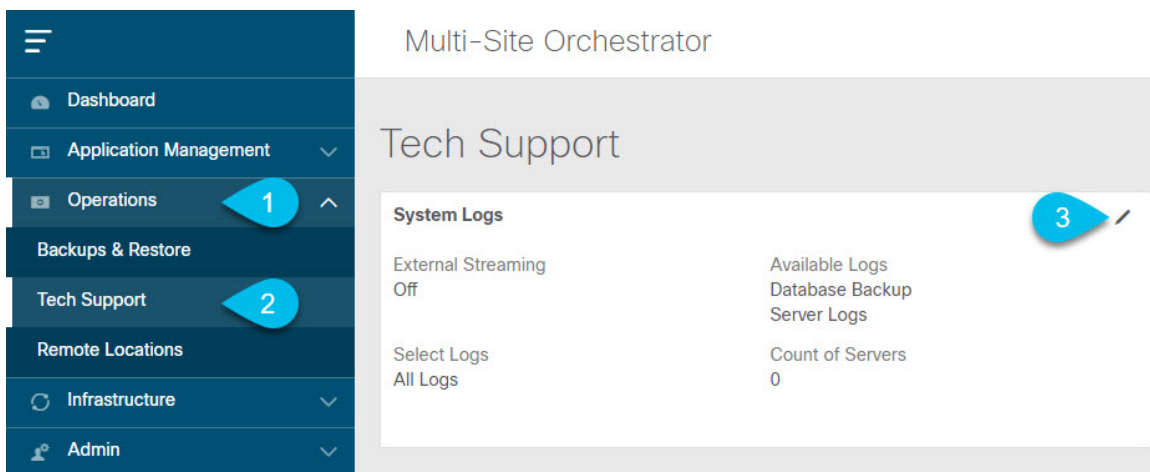 Multi-Site Orchestrator
Dashboard
Application Management
Operations
1
Backups & Restore
Tech Support
2
Remote Locations
Infrastructure
Admin
Tech Support
System Logs
3
External Streaming
Off
Available Logs
Database Backup
Server Logs
Select Logs
All Logs
Count of Servers
0